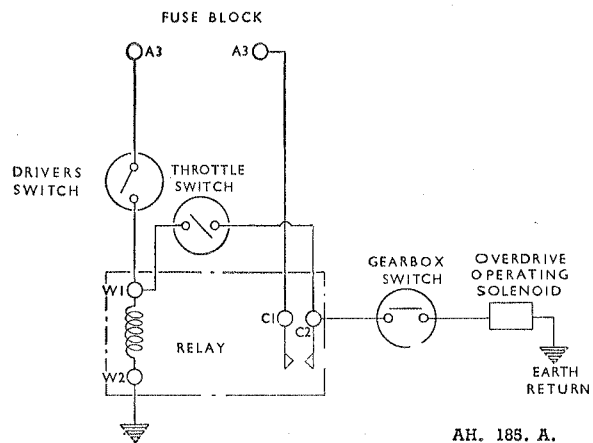 FUSE BLOCK
A3
A3
DRIVERS
SWITCH
THROTTLE
SWITCH
GEARBOX
SWITCH
OVERDRIVE
OPERATING
SOLENOID
W1
C1
C2
RELAY
W2
EARTH
RETURN
AH. 185. A.